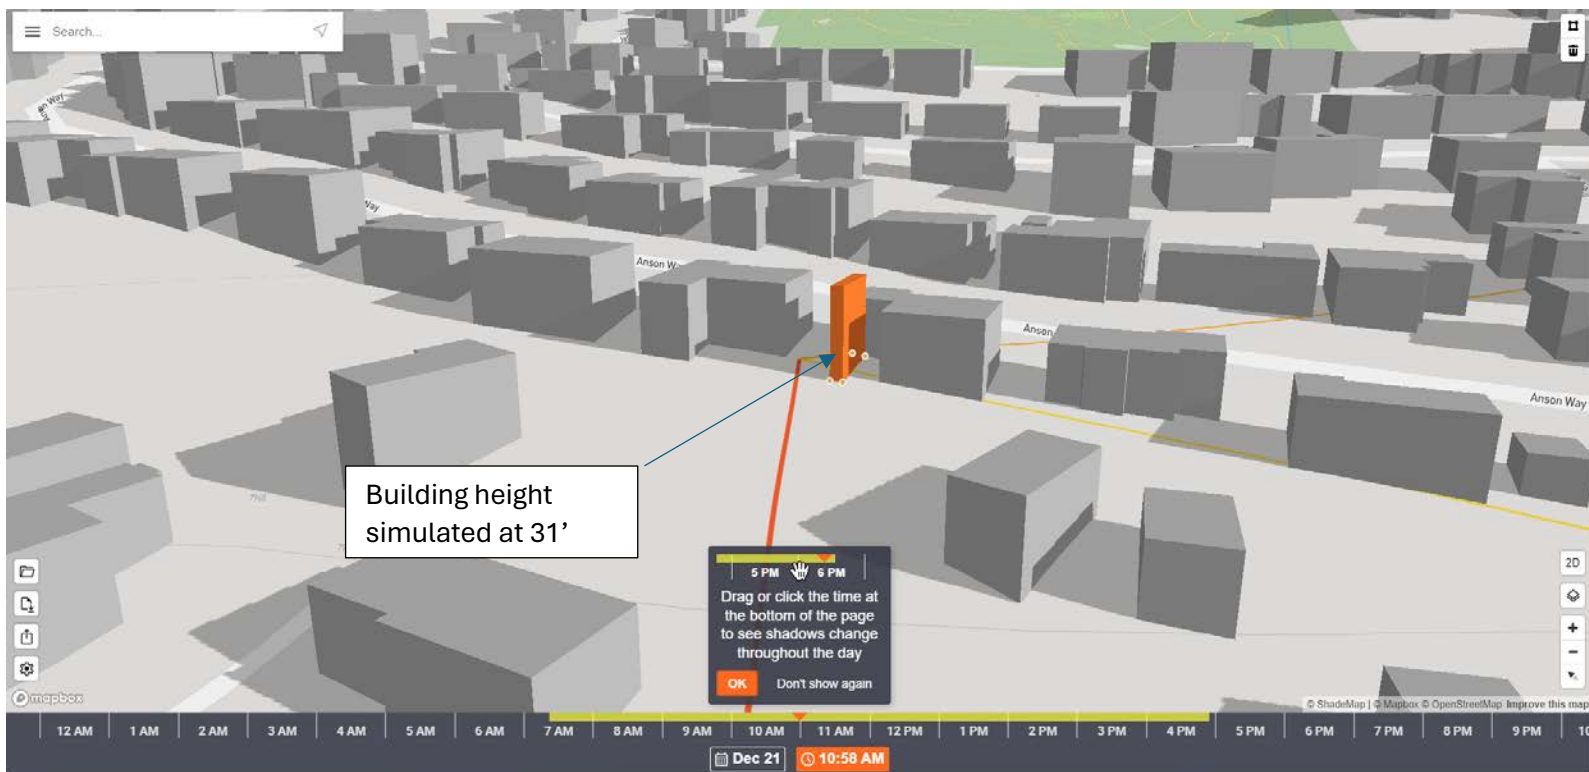 Search...
Way
Anson W
Anson
Anson Way
Building height
simulated at 31’
5 PM 6 PM
Drag or click the time at
the bottom of the page
to see shadows change
throughout the day
OK Don't show again
2D
mapbox
© ShadeMap | © Mapbox © OpenStreetMap Improve this map
12 AM 1 AM 2 AM 3 AM 4 AM 5 AM 6 AM 7 AM 8 AM 9 AM 10 AM 11 AM 12 PM 1 PM 2 PM 3 PM 4 PM 5 PM 6 PM 7 PM 8 PM 9 PM 10
Dec 21 10:58 AM